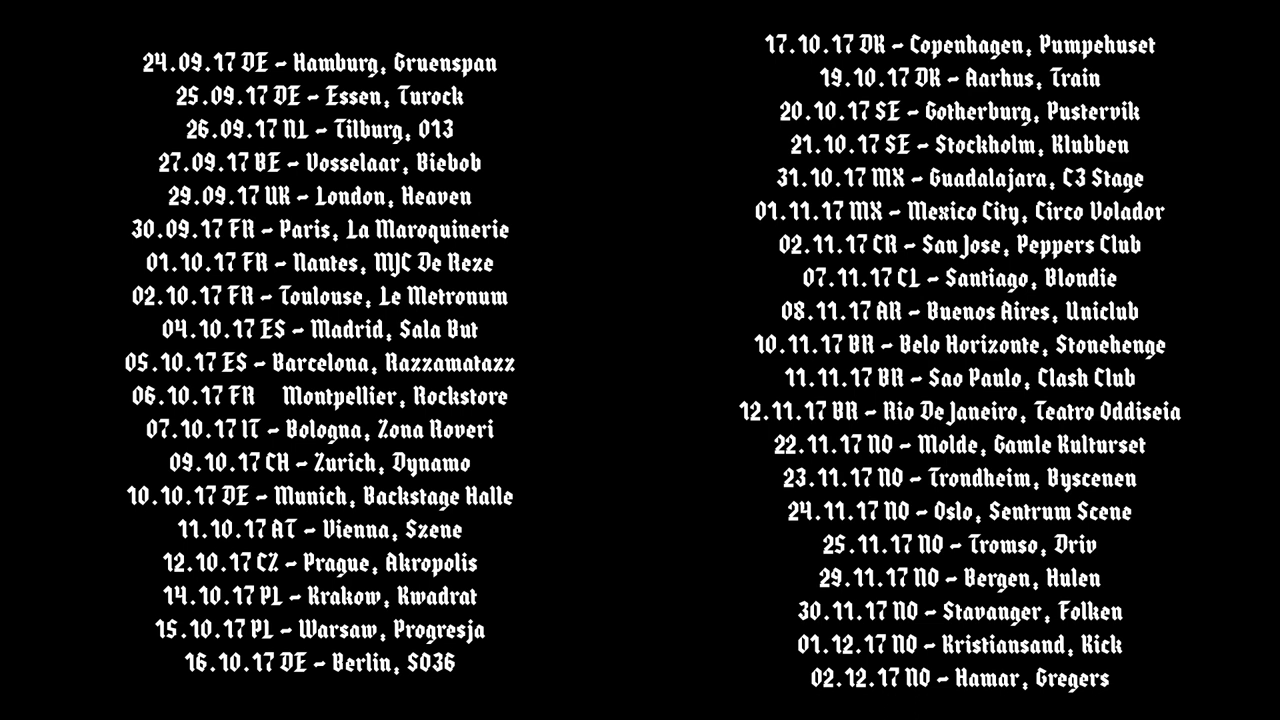 24.09.17 DE ~ Hamburg, Gruenspan
25.09.17 DE ~ Essen, Turock
26.09.17 NL ~ Tilburg, 013
27.09.17 BE ~ Vosselaar, Biebob
29.09.17 UK ~ London, Heaven
30.09.17 FR ~ Paris, La Maroquinerie
01.10.17 FR ~ Nantes, MJC De Reze
02.10.17 FR ~ Toulouse, Le Metronum
04.10.17 ES ~ Madrid, Sala But
05.10.17 ES ~ Barcelona, Razzamatazz
06.10.17 FR Montpellier, Rockstore
07.10.17 IT ~ Bologna, Zona Roveri
09.10.17 CH ~ Zurich, Dynamo
10.10.17 DE ~ Munich, Backstage Halle
11.10.17 AT ~ Vienna, Szene
12.10.17 CZ ~ Prague, Akropolis
14.10.17 PL ~ Krakow, Kwadrat
15.10.17 PL ~ Warsaw, Progresja
16.10.17 DE ~ Berlin, SO36
17.10.17 DK ~ Copenhagen, Pumpehuset
19.10.17 DK ~ Aarhus, Train
20.10.17 SE ~ Gotherburg, Pustervik
21.10.17 SE ~ Stockholm, Klubben
31.10.17 MX ~ Guadalajara, C3 Stage
01.11.17 MX ~ Mexico City, Circo Volador
02.11.17 CR ~ San Jose, Peppers Club
07.11.17 CL ~ Santiago, Blondie
08.11.17 AR ~ Buenos Aires, Uniclub
10.11.17 BR ~ Belo Horizonte, Stonehenge
11.11.17 BR ~ Sao Paulo, Clash Club
12.11.17 BR ~ Rio De Janeiro, Teatro Oddiseia
22.11.17 NO ~ Molde, Gamle Kulturset
23.11.17 NO ~ Trondheim, Byscenen
24.11.17 NO ~ Oslo, Sentrum Scene
25.11.17 NO ~ Tromso, Driv
29.11.17 NO ~ Bergen, Hulen
30.11.17 NO ~ Stavanger, Folken
01.12.17 NO ~ Kristiansand, Kick
02.12.17 NO ~ Hamar, Gregers